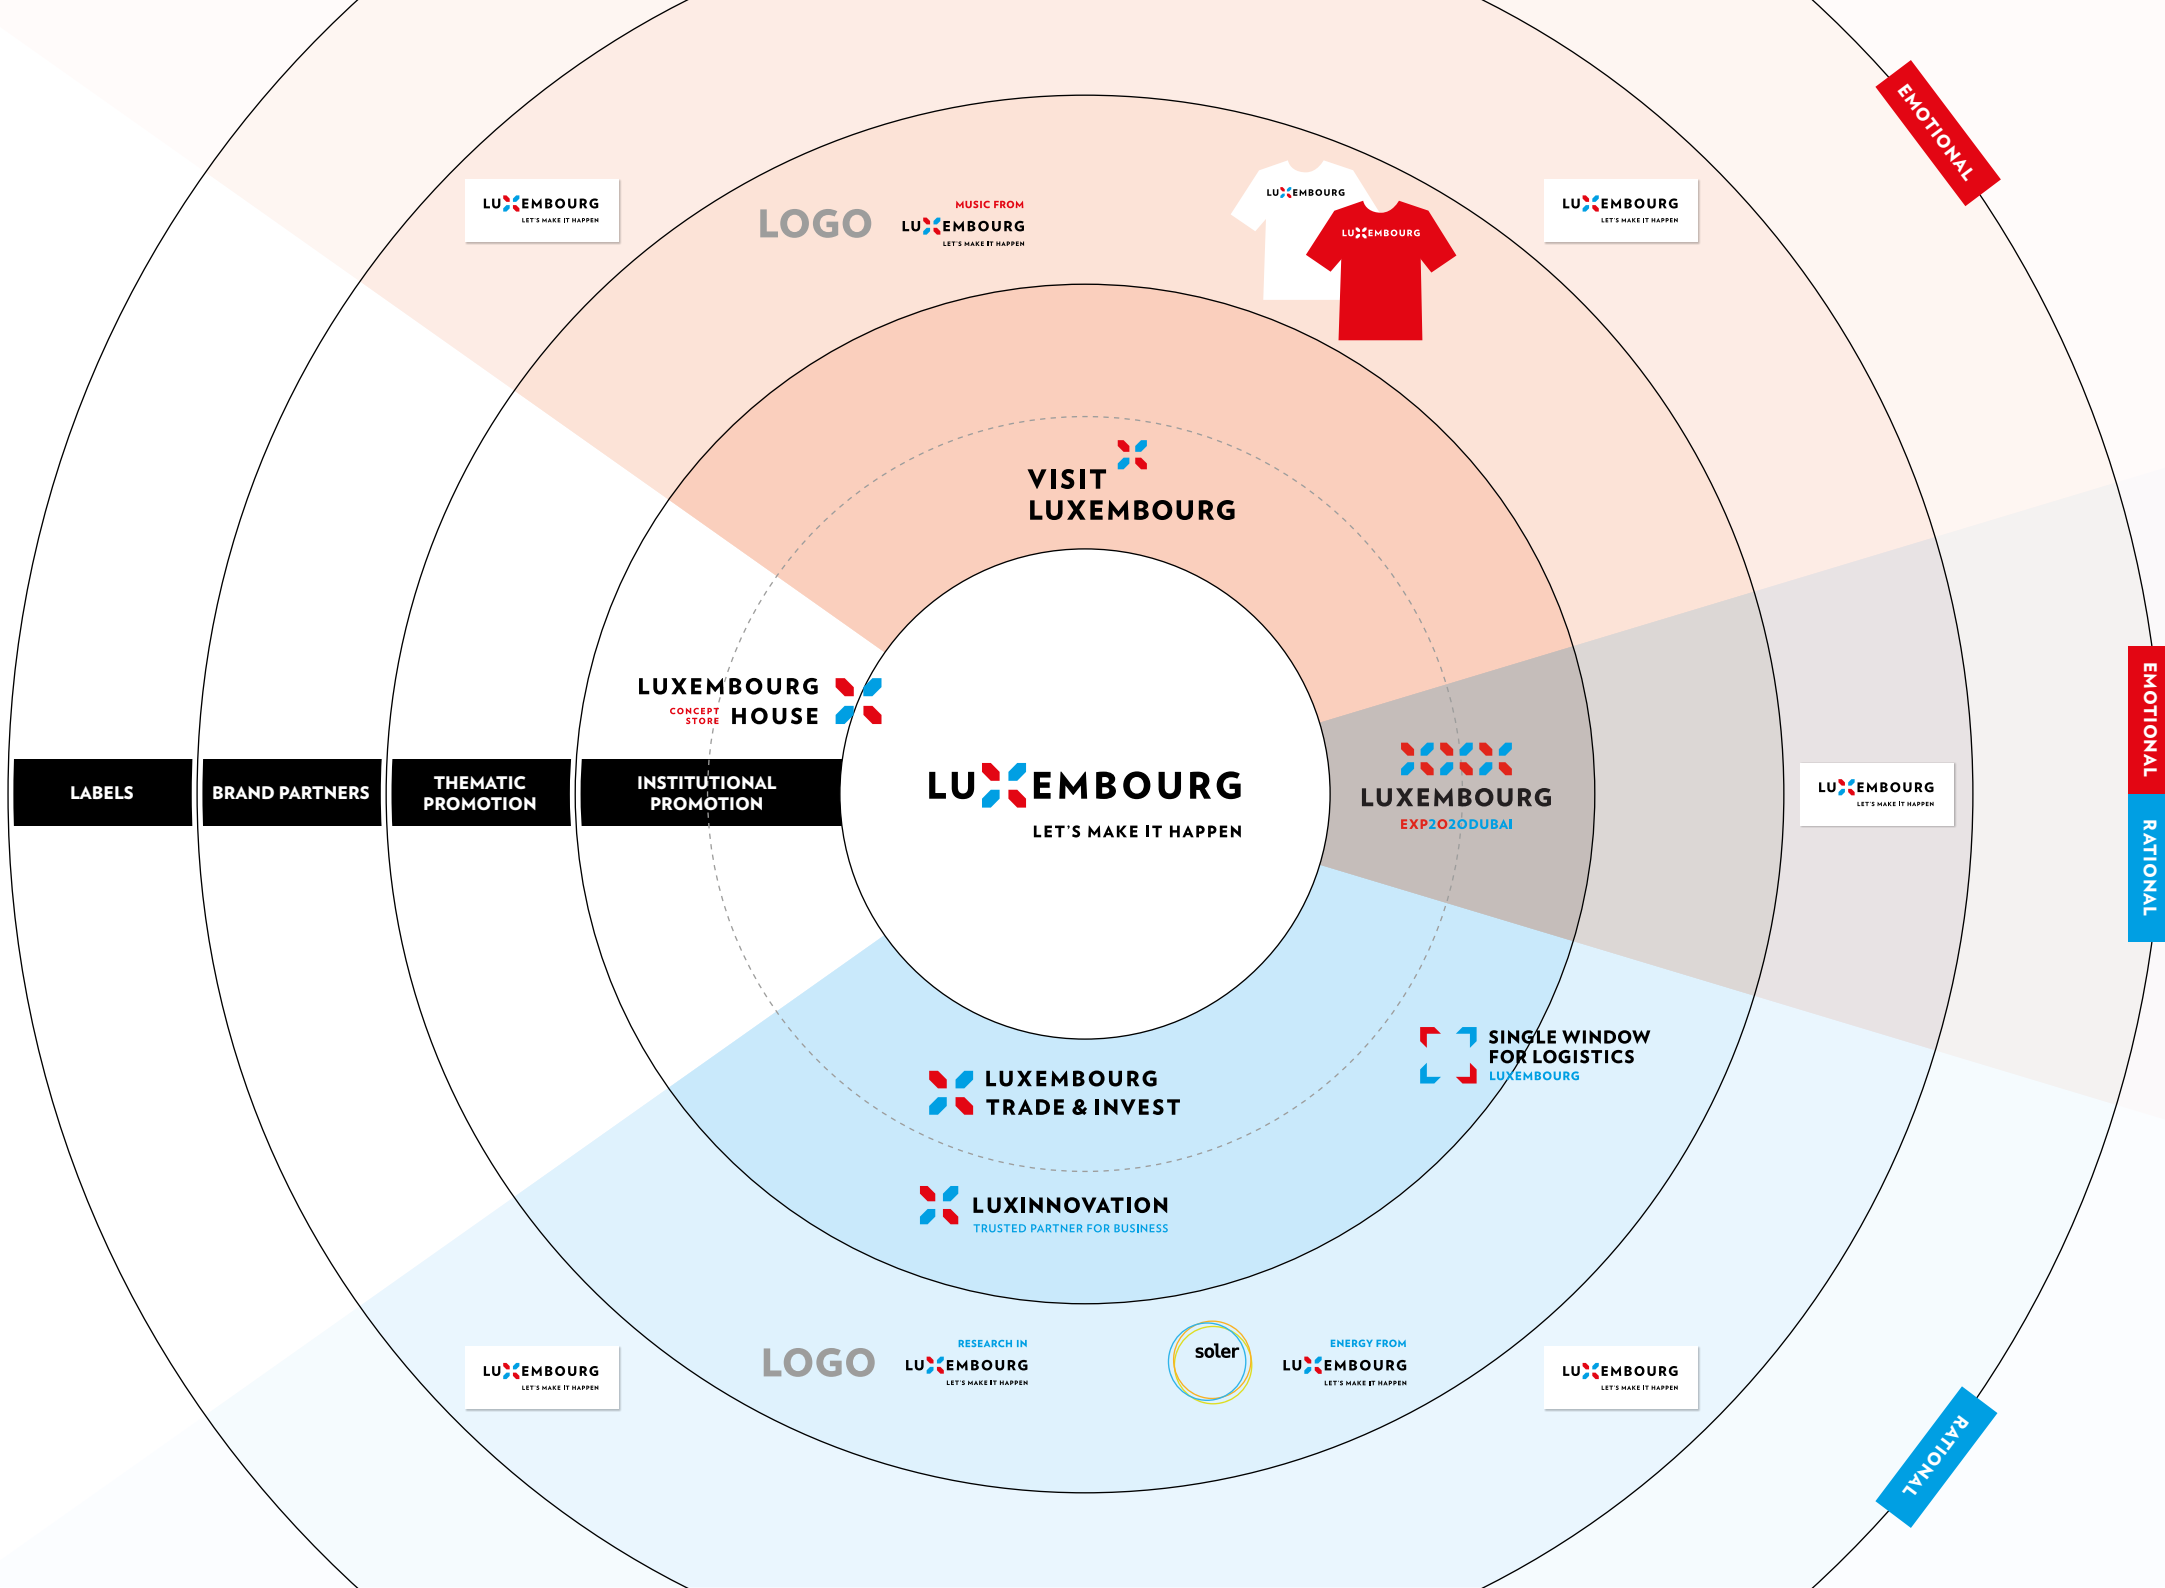 EMOTIONAL
LUXEMBOURG
LET'S MAKE IT HAPPEN
LOGO
MUSIC FROM
LUXEMBOURG
LET'S MAKE IT HAPPEN
LUXEMBOURG
LUXEMBOURG
LUXEMBOURG
LET'S MAKE IT HAPPEN
VISIT
LUXEMBOURG
LUXEMBOURG
CONCEPT
STORE
HOUSE
LABELS
BRAND PARTNERS
THEMATIC
PROMOTION
INSTITUTIONAL
PROMOTION
LUXEMBOURG
LET'S MAKE IT HAPPEN
LUXEMBOURG
EXP2O2ODUBAI
LUXEMBOURG
LET'S MAKE IT HAPPEN
EMOTIONAL
RATIONAL
SINGLE WINDOW
FOR LOGISTICS
LUXEMBOURG
LUXEMBOURG
TRADE & INVEST
LUXINNOVATION
TRUSTED PARTNER FOR BUSINESS
LUXEMBOURG
LET'S MAKE IT HAPPEN
LOGO
RESEARCH IN
LUXEMBOURG
LET'S MAKE IT HAPPEN
soler
ENERGY FROM
LUXEMBOURG
LET'S MAKE IT HAPPEN
LUXEMBOURG
LET'S MAKE IT HAPPEN
RATIONAL